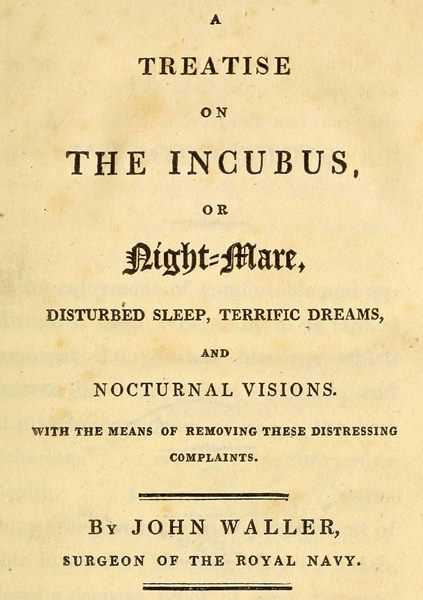 A
TREATISE
ON
THE INCUBUS,
OR
Night-Mare,
DISTURBED SLEEP, TERRIFIC DREAMS,
AND
NOCTURNAL VISIONS.
WITH THE MEANS OF REMOVING THESE DISTRESSING
COMPLAINTS.
BY JOHN WALLER,
SURGEON OF THE ROYAL NAVY.